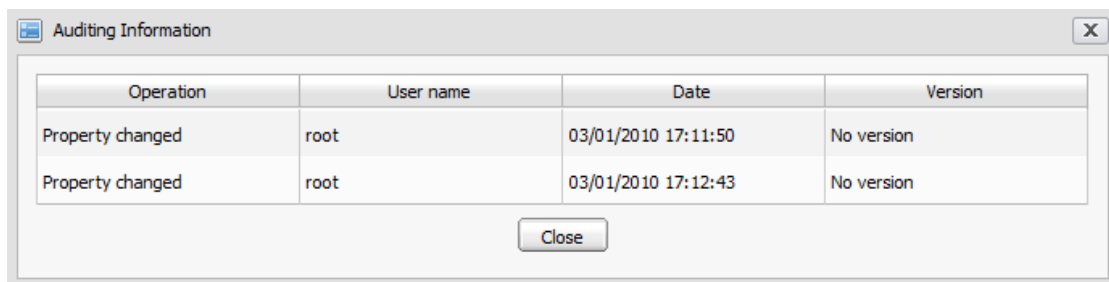 Auditing Information
X
Operation User name Date Version
Property changed root 03/01/2010 17:11:50 No version
Property changed root 03/01/2010 17:12:43 No version
Close